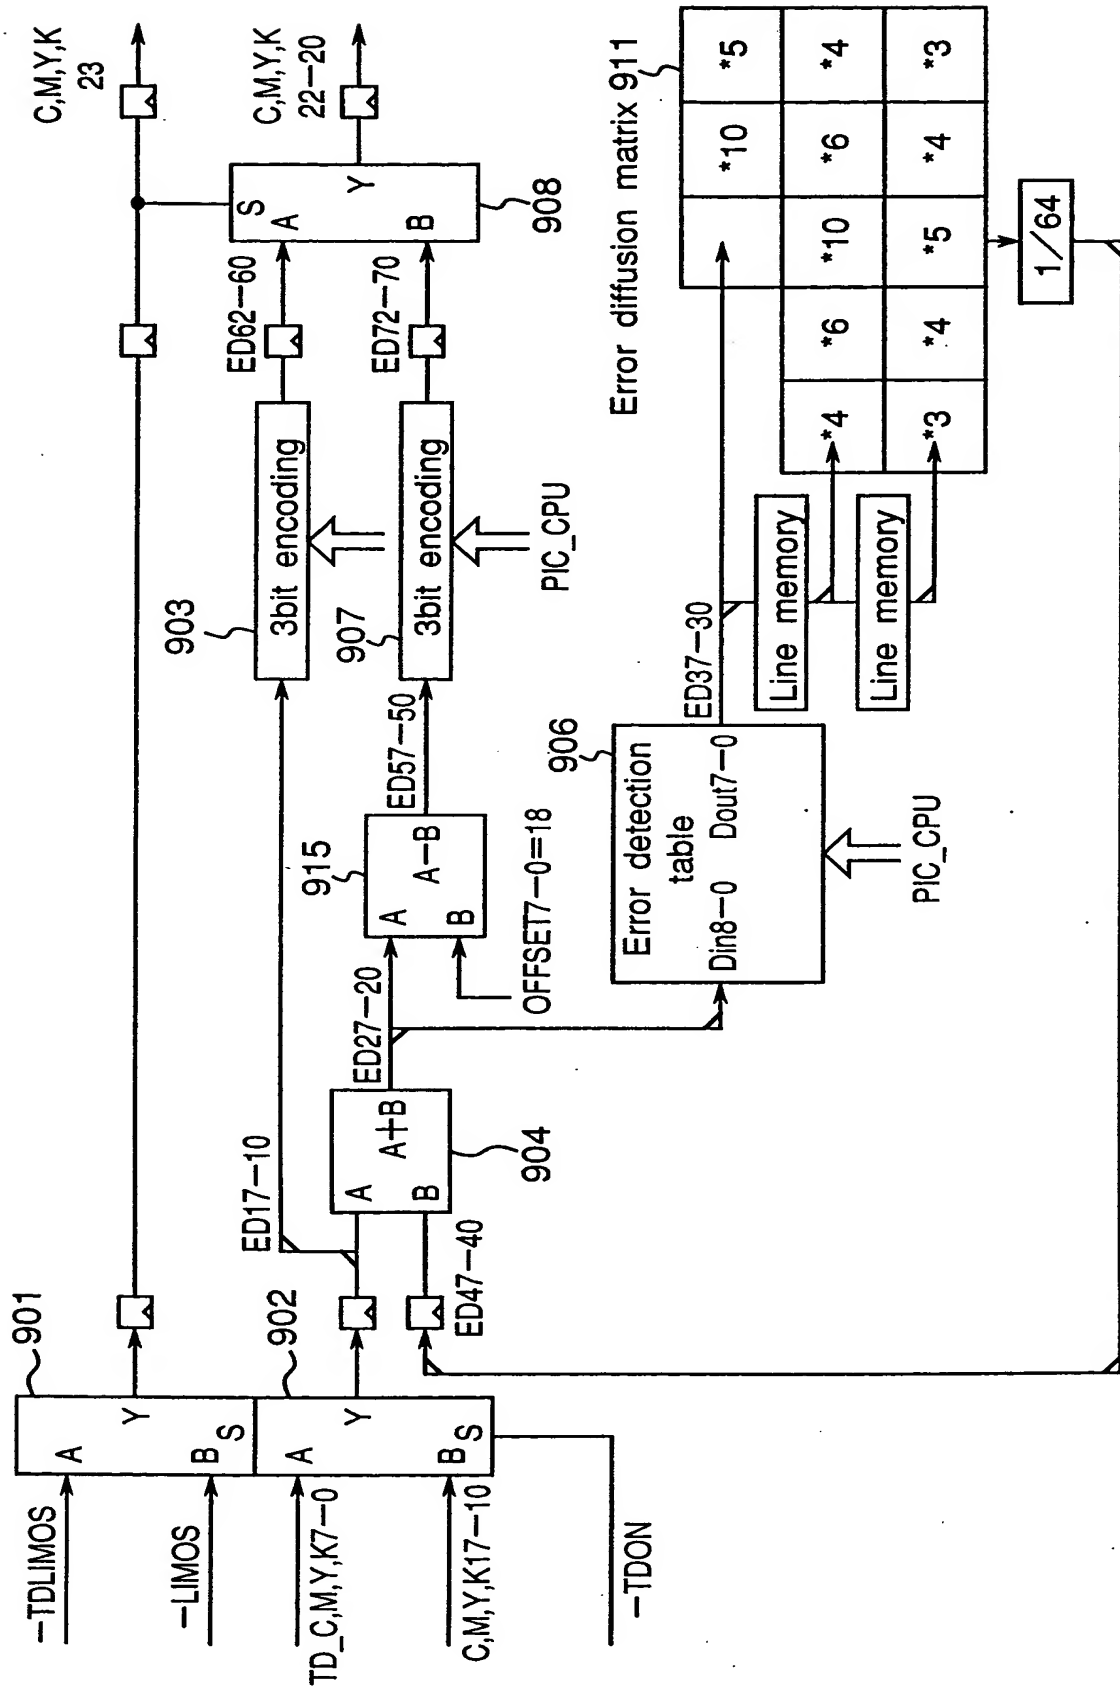 -TDLIMOS
-LIMOS
TD_C,M,Y,K7-0
C,M,Y,K17-10
-TDON
901
A
Y
B
S
902
A
Y
B
S
ED17-10
ED47-40
A
A+B
B
904
ED27-20
915
A
A-B
B
OFFSET7-0=18
ED57-50
903
3bit encoding
907
3bit encoding
PIC_CPU
ED62-60
ED72-70
S
A
Y
B
908
C,M,Y,K
23
C,M,Y,K
22-20
906
Error detection
table
Din8-0 Dout7-0
PIC_CPU
ED37-30
Line memory
Line memory
Error diffusion matrix 911
*10 *5
*4 *6 *10 *6 *4
*3 *4 *5 *4 *3
1/64